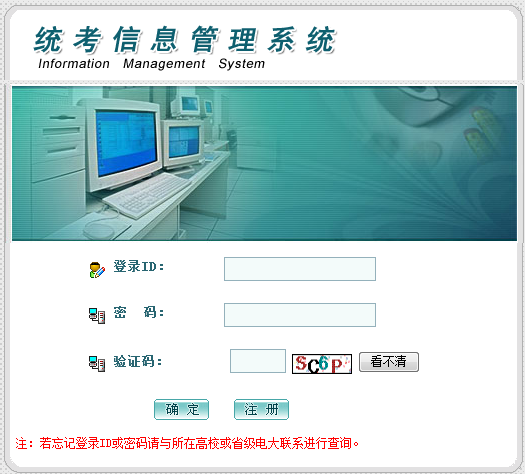 统考信息管理系统
Information Management System
登录ID：
密 码：
验证码： SC6P 看不清
确 定 注 册
注：若忘记登录ID或密码请与所在高校或省级电大联系进行查询。